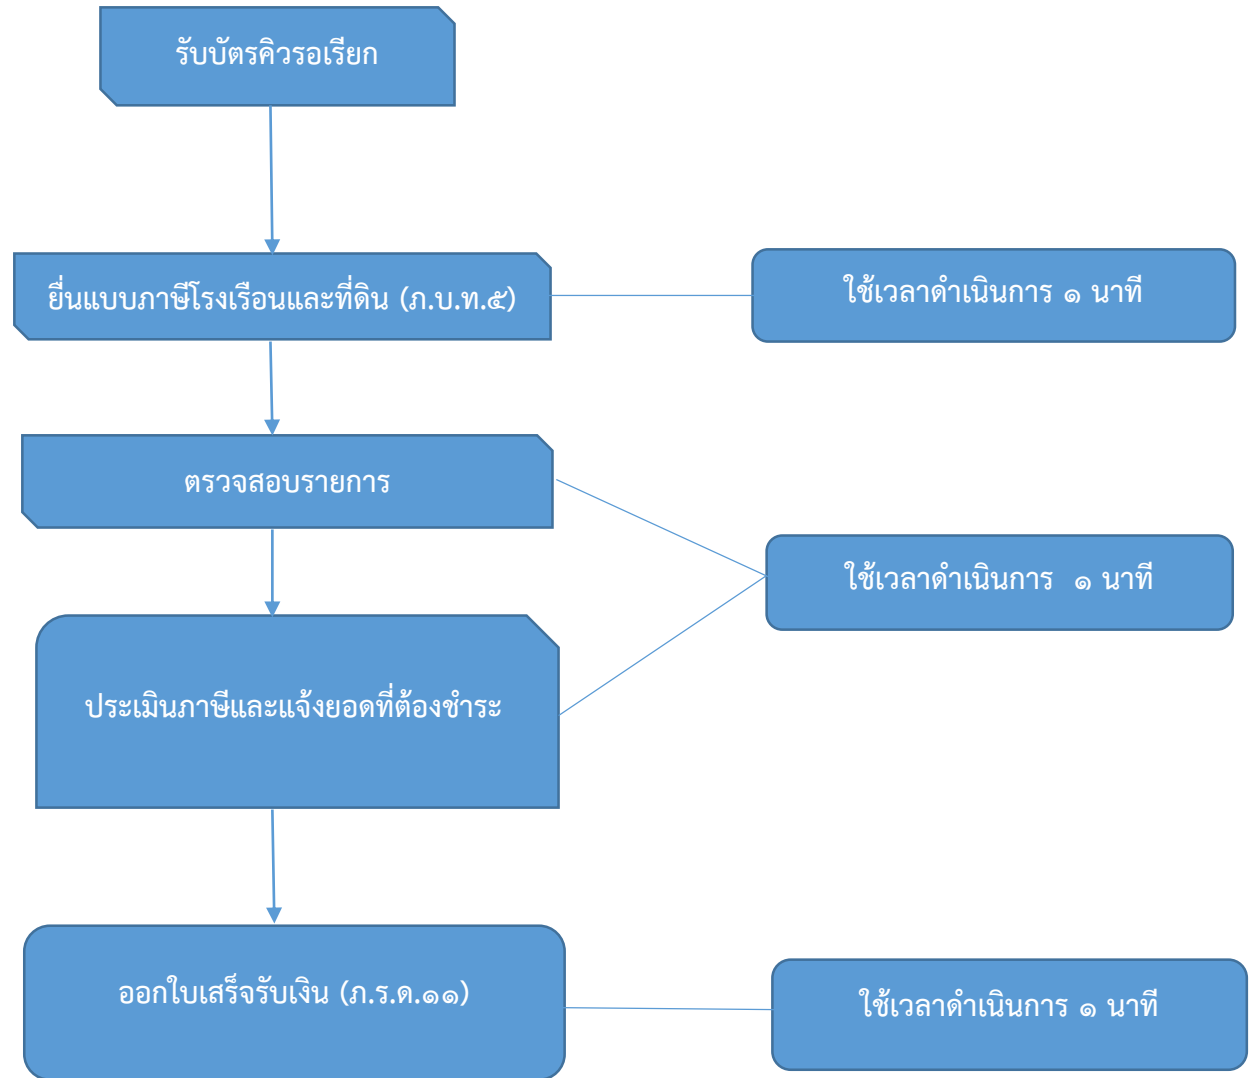 รับบัตรคิวรอเรียก
ยื่นแบบภาษีโรงเรือนและที่ดิน (ภ.บ.ท.๕)
ใช้เวลาดำเนินการ ๑ นาที
ตรวจสอบรายการ
ใช้เวลาดำเนินการ ๑ นาที
ประเมินภาษีและแจ้งยอดที่ต้องชำระ
ออกใบเสร็จรับเงิน (ภ.ร.ด.๑๑)
ใช้เวลาดำเนินการ ๑ นาที